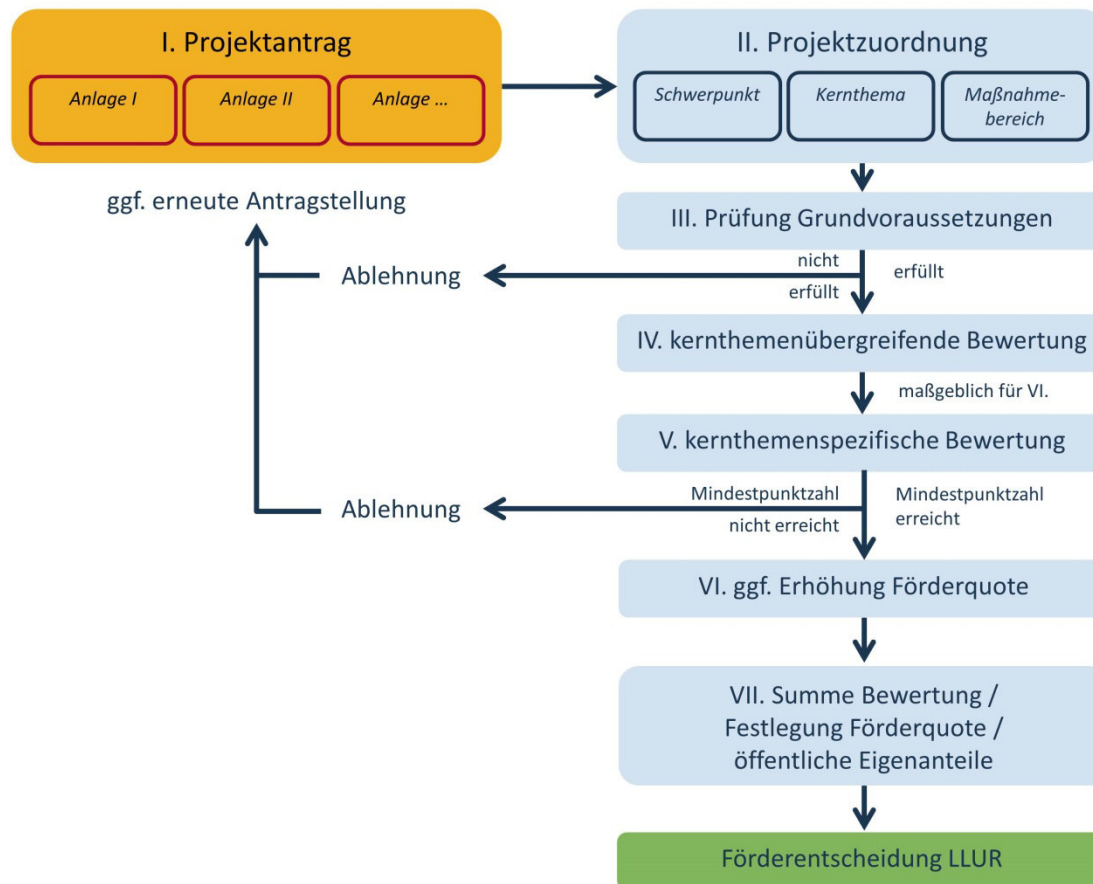 I. Projektantrag
Anlage I
Anlage II
Anlage ...
II. Projektzuordnung
Schwerpunkt
Kernthema
Maßnahme-
bereich
ggf. erneute Antragstellung
III. Prüfung Grundvoraussetzungen
nicht
erfüllt
erfüllt
Ablehnung
IV. kernthemenübergreifende Bewertung
maßgeblich für VI.
V. kernthemenspezifische Bewertung
Mindestpunktzahl
nicht erreicht
Mindestpunktzahl
erreicht
Ablehnung
VI. ggf. Erhöhung Förderquote
VII. Summe Bewertung /
Festlegung Förderquote /
öffentliche Eigenanteile
Förderentscheidung LLUR